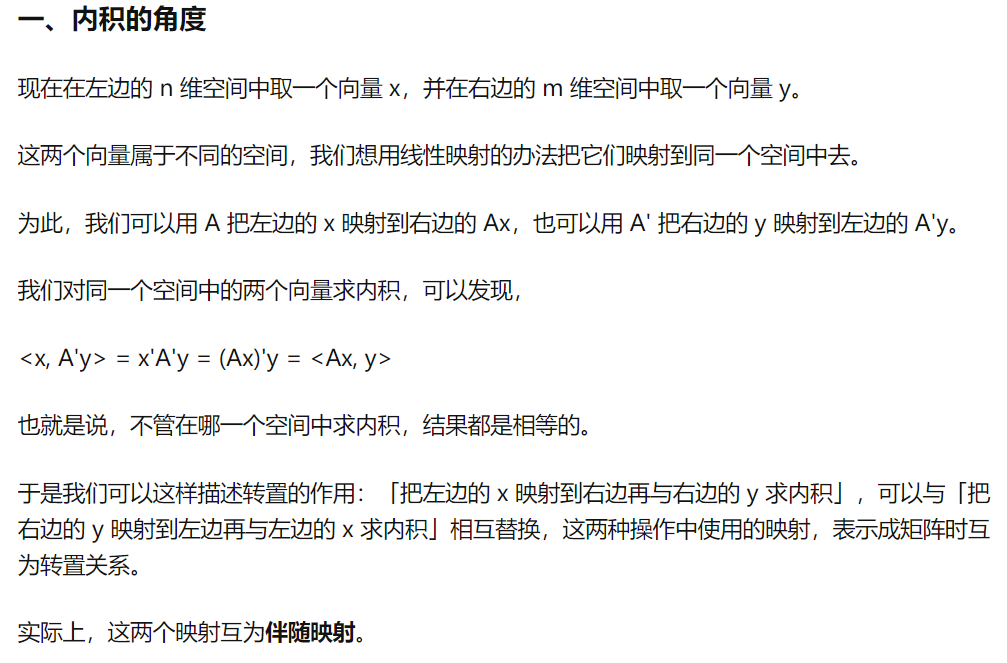 一、内积的角度
现在在左边的 n 维空间中取一个向量 x，并在右边的 m 维空间中取一个向量 y。
这两个向量属于不同的空间，我们想用线性映射的办法把它们映射到同一个空间中去。
为此，我们可以用 A 把左边的 x 映射到右边的 Ax，也可以用 A' 把右边的 y 映射到左边的 A'y。
我们对同一个空间中的两个向量求内积，可以发现，
<x, A'y> = x'A'y = (Ax)'y = <Ax, y>
也就是说，不管在哪一个空间中求内积，结果都是相等的。
于是我们可以这样描述转置的作用：「把左边的 x 映射到右边再与右边的 y 求内积」，可以与「把
右边的 y 映射到左边再与左边的 x 求内积」相互替换，这两种操作中使用的映射，表示成矩阵时互
为转置关系。
实际上，这两个映射互为伴随映射。